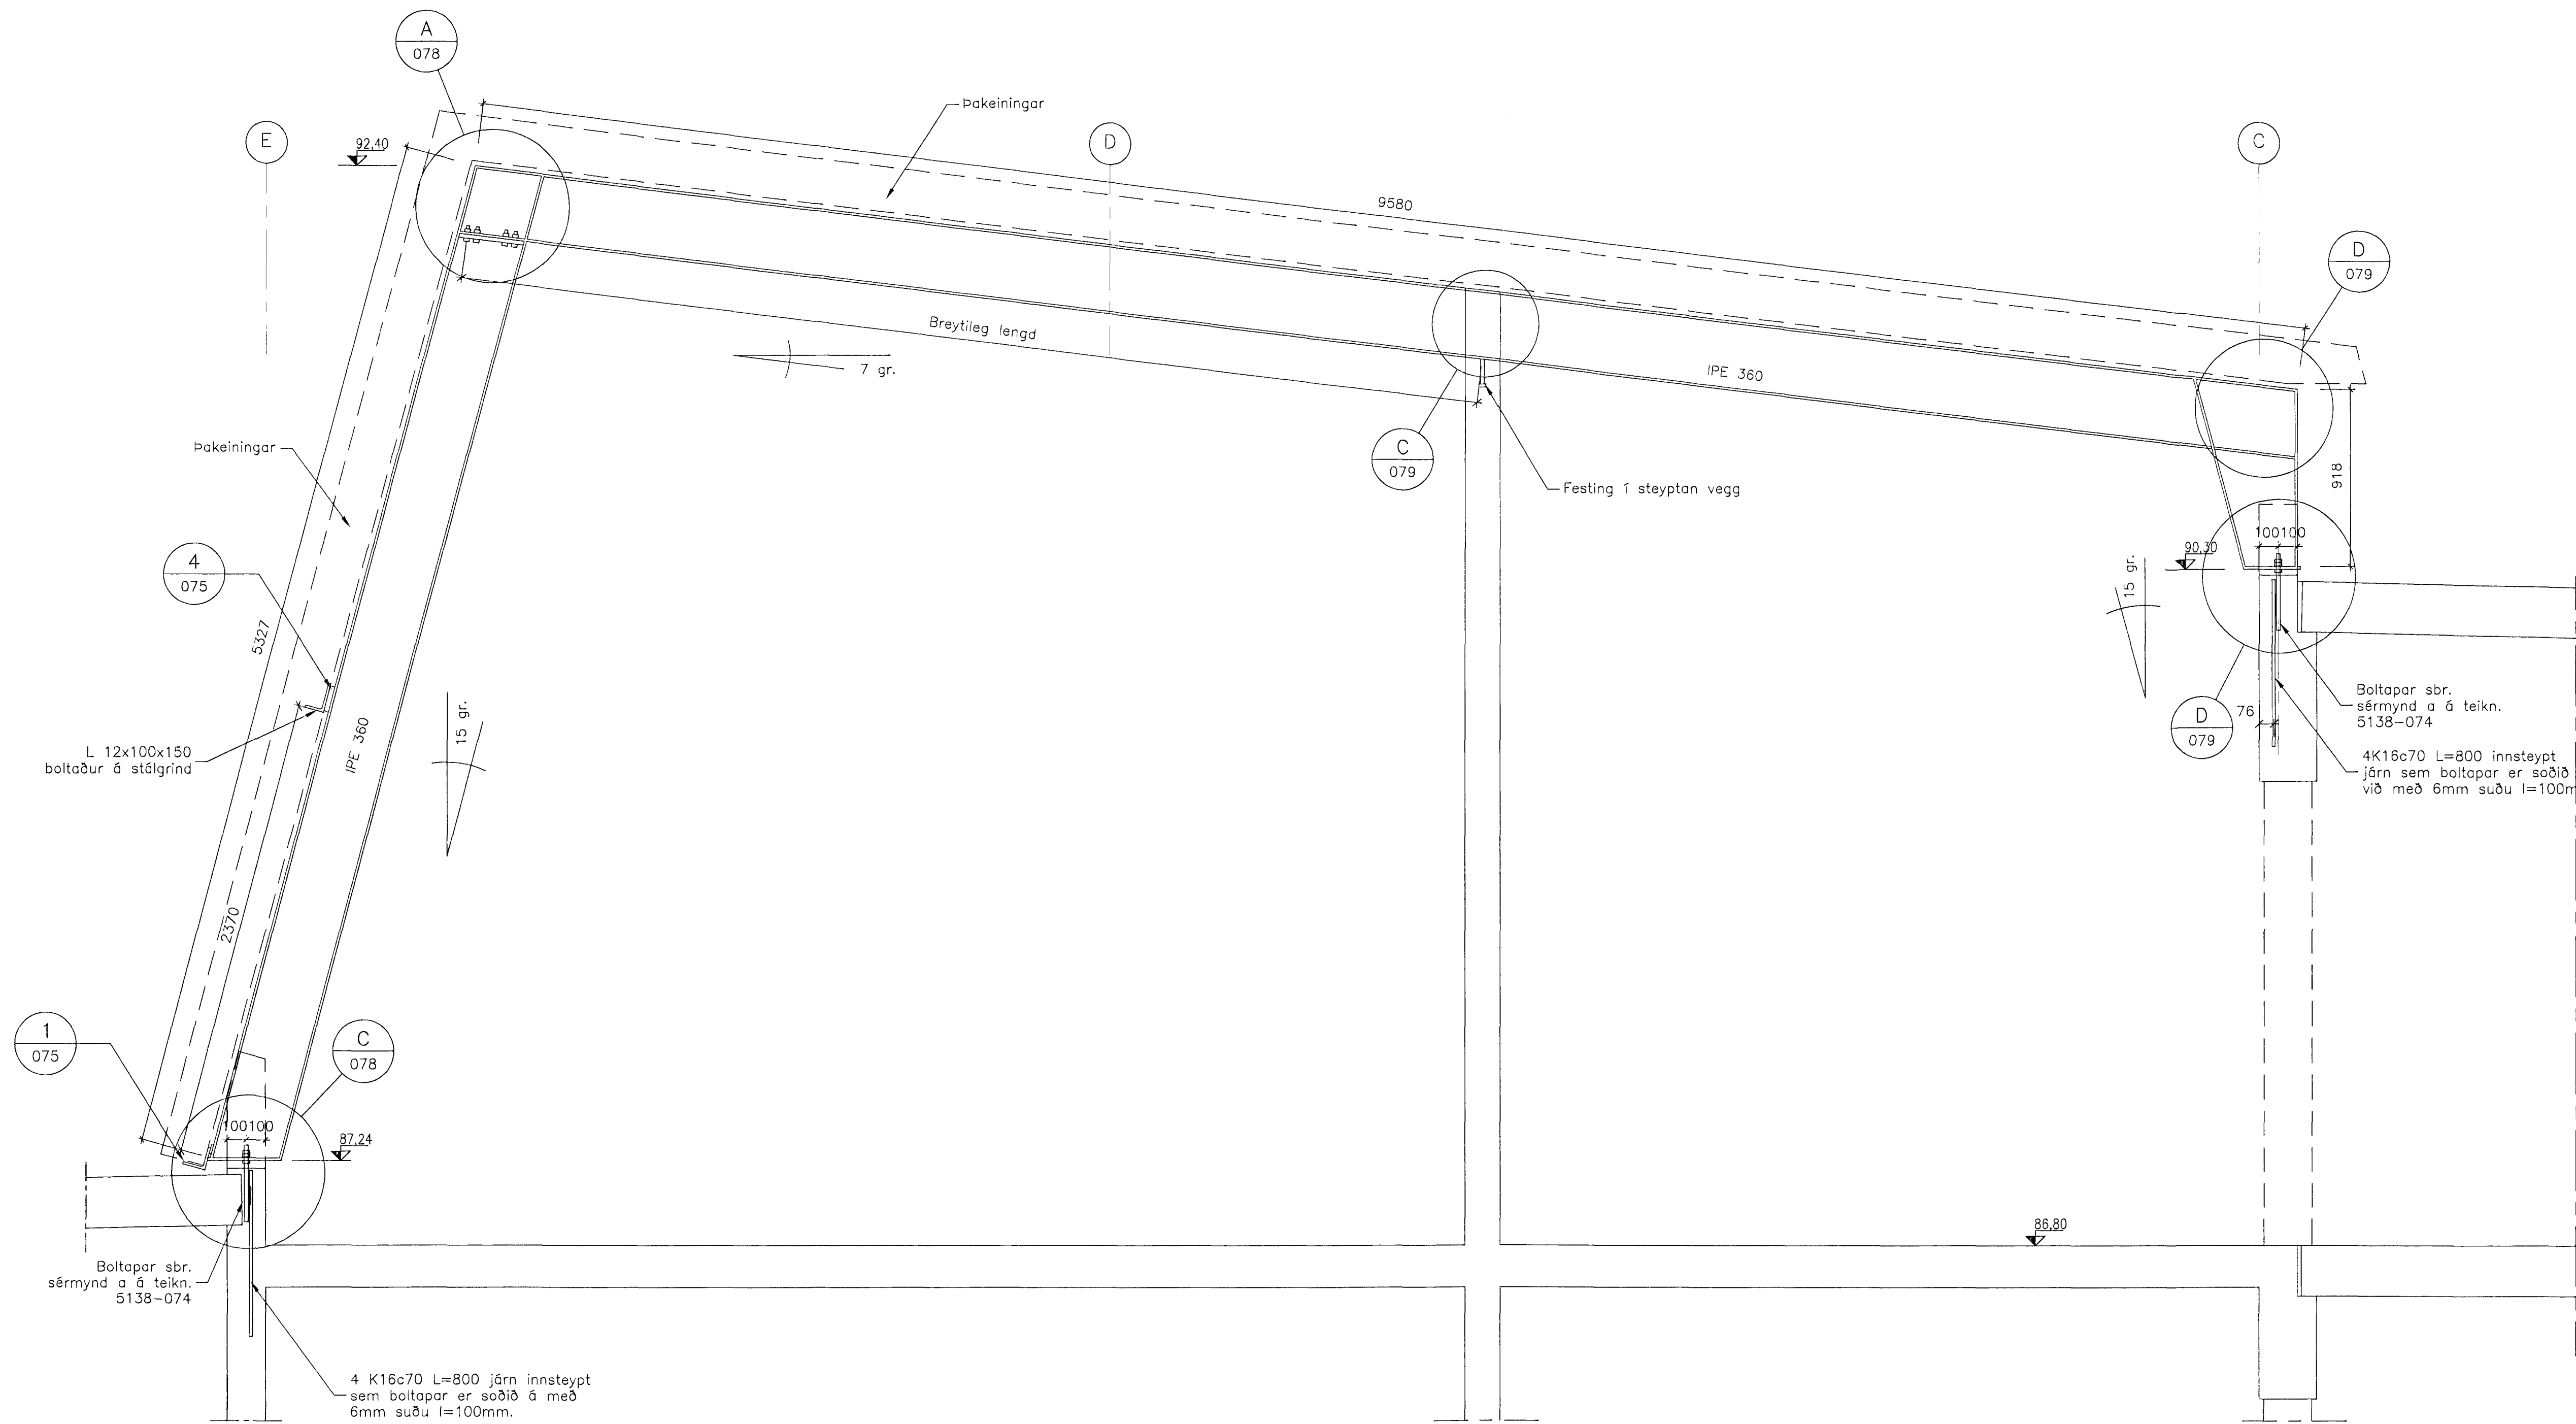 A
078
Þakeiningar
E
92,40
D
C
9580
D
079
Breytileg lengd
7 gr.
IPE 360
Þakeiningar
C
079
Festing í steyptan vegg
918
100100
90,30
15 gr.
4
075
5327
Boltapar sbr.
sérmynd a á teikn.
5138-074
76
D
079
4K16c70 L=800 innsteypt
járn sem boltapar er soðið
við með 6mm suðu l=100m
L 12x100x150
boltaður á stálgrind
IPE 360
15 gr.
2370
1
075
C
078
100100
87,24
86,80
Boltapar sbr.
sérmynd a á teikn.
5138-074
4 K16c70 L=800 járn innsteypt
sem boltapar er soðið á með
6mm suðu l=100mm.